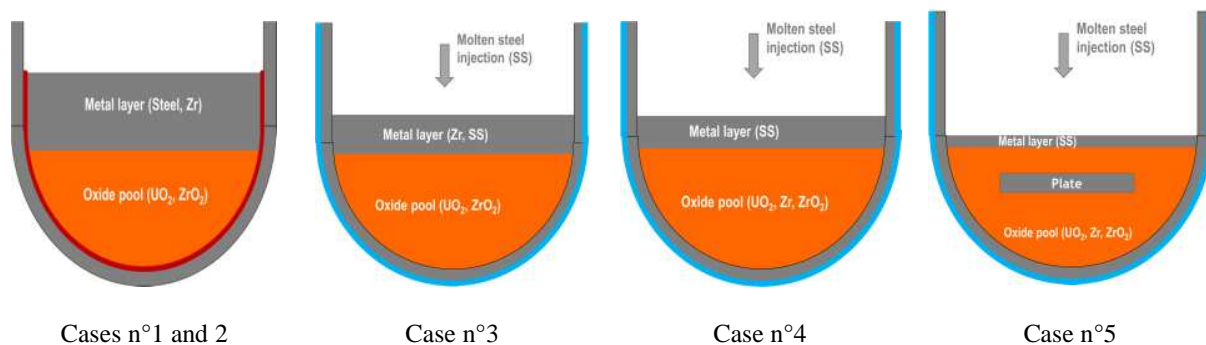 Metal layer (Steel, Zr)
Oxide pool (UO₂, ZrO₂)
Cases n°1 and 2
Molten steel
injection (SS)
Metal layer (Zr, SS)
Oxide pool (UO₂, ZrO₂)
Case n°3
Molten steel
injection (SS)
Metal layer (SS)
Oxide pool (UO₂, Zr, ZrO₂)
Case n°4
Molten steel
injection (SS)
Metal layer (SS)
Plate
Oxide pool (UO₂, Zr, ZrO₂)
Case n°5